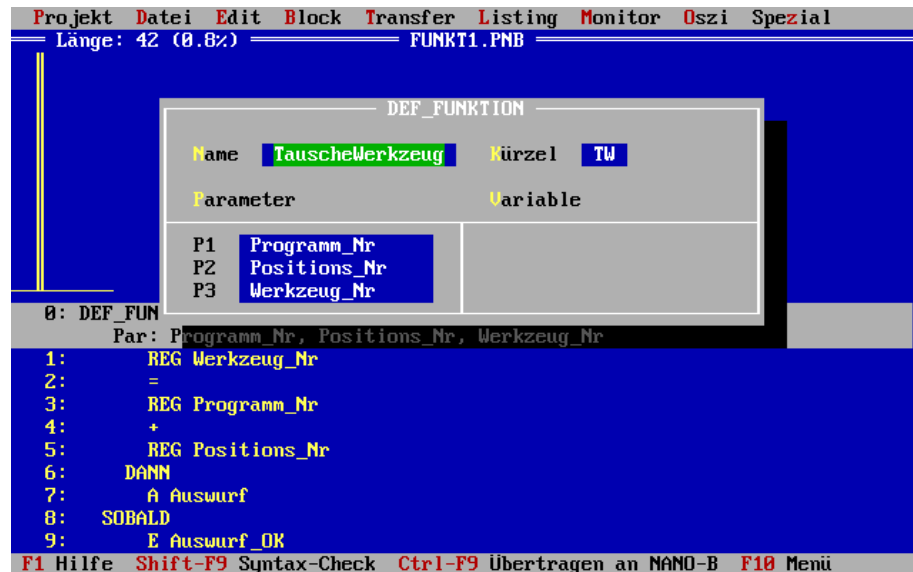 Projekt Datei Edit Block Transfer Listing Monitor Oszi Spezial
Länge: 42 (0.8%) FUNKT1.PNB
DEF_FUNKTION
Name TauscheWerkzeug Kürzel TW
Parameter Variable
P1 Programm_Nr
P2 Positions_Nr
P3 Werkzeug_Nr
0: DEF_FUN
Par: Programm_Nr, Positions_Nr, Werkzeug_Nr
1: REG Werkzeug_Nr
2: =
3: REG Programm_Nr
4: +
5: REG Positions_Nr
6: DANN
7: A Auswurf
8: SOBALD
9: E Auswurf_OK
F1 Hilfe Shift-F9 Syntax-Check Ctrl-F9 Übertragen an NANO-B F10 Menü